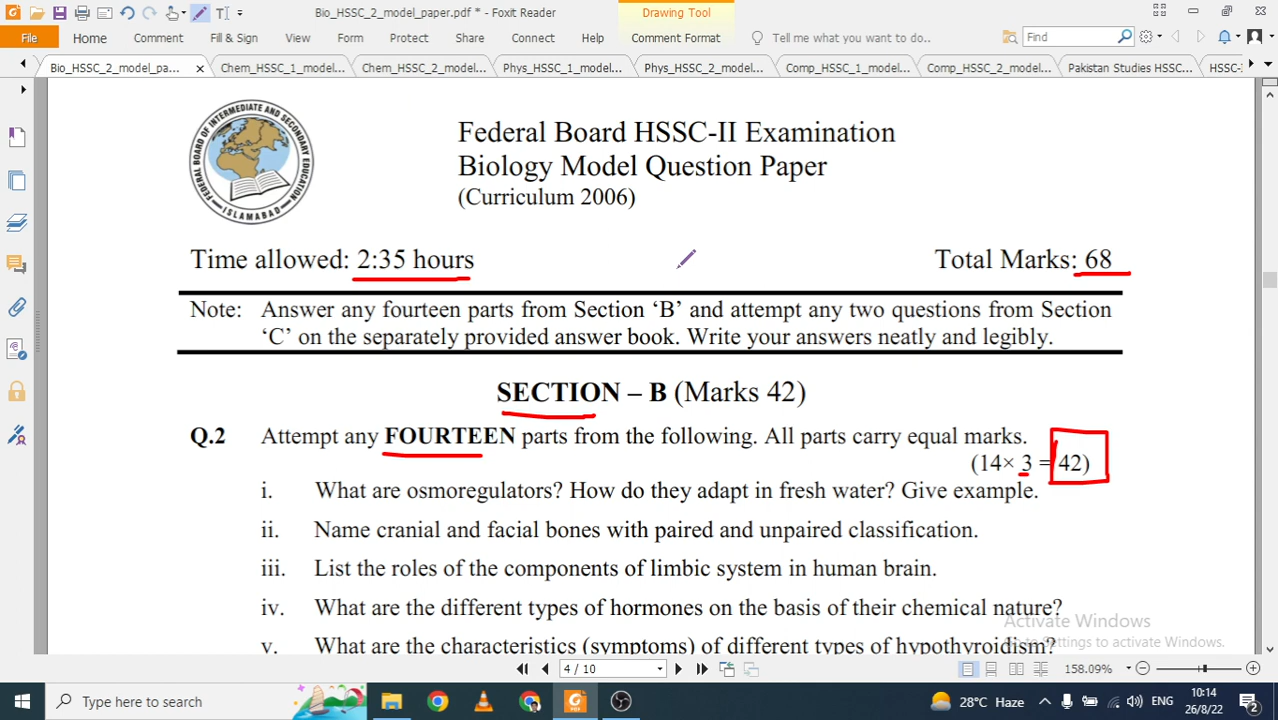 Bio_HSSC_2_model_paper.pdf * - Foxit Reader
Drawing Tool
File Home Comment Fill & Sign View Form Protect Share Connect Help Comment Format Tell me what you want to do.. Find
Bio_HSSC_2_model_pa... Chem_HSSC_1_model... Chem_HSSC_2_model... Phys_HSSC_1_model... Phys_HSSC_2_model... Comp_HSSC_1_model... Comp_HSSC_2_model... Pakistan Studies HSSC... HSSC-
FEDERAL BOARD OF INTERMEDIATE AND SECONDARY EDUCATION
ISLAMABAD
Federal Board HSSC-II Examination
Biology Model Question Paper
(Curriculum 2006)
Time allowed: 2:35 hours Total Marks: 68
Note: Answer any fourteen parts from Section ‘B’ and attempt any two questions from Section
‘C’ on the separately provided answer book. Write your answers neatly and legibly.
SECTION – B (Marks 42)
Q.2 Attempt any FOURTEEN parts from the following. All parts carry equal marks.
(14× 3 = 42)
i. What are osmoregulators? How do they adapt in fresh water? Give example.
ii. Name cranial and facial bones with paired and unpaired classification.
iii. List the roles of the components of limbic system in human brain.
iv. What are the different types of hormones on the basis of their chemical nature?
Activate Windows
Go to Settings to activate Windows.
v. What are the characteristics (symptoms) of different types of hypothyroidism?
4 / 10 158.09%
Type here to search 28°C Haze ENG 10:14
26/8/22 2